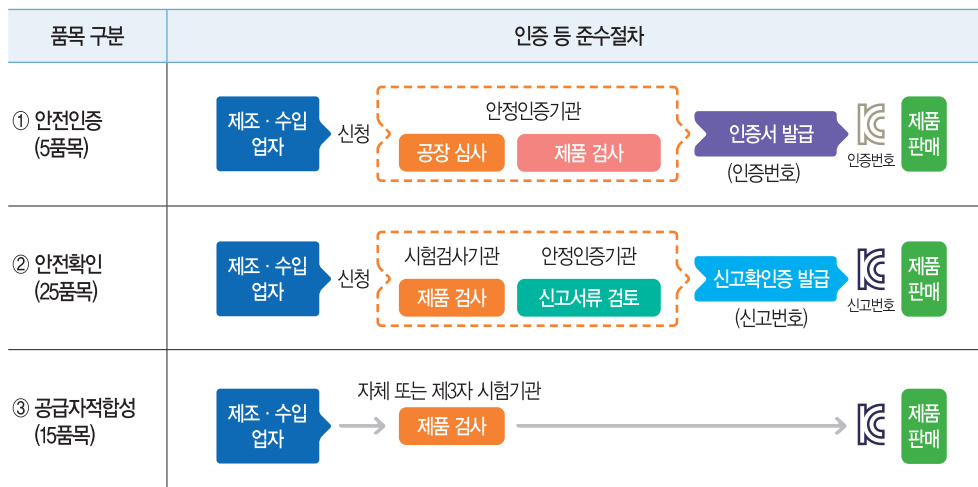 품목 구분
인증 등 준수절차
① 안전인증
(5품목)
제조 · 수입
업자
신청
안정인증기관
공장 심사
제품 검사
인증서 발급
(인증번호)
KC
인증번호
제품
판매
② 안전확인
(25품목)
제조 · 수입
업자
신청
시험검사기관
안정인증기관
제품 검사
신고서류 검토
신고확인증 발급
(신고번호)
KC
신고번호
제품
판매
③ 공급자적합성
(15품목)
제조 · 수입
업자
자체 또는 제3자 시험기관
제품 검사
KC
제품
판매